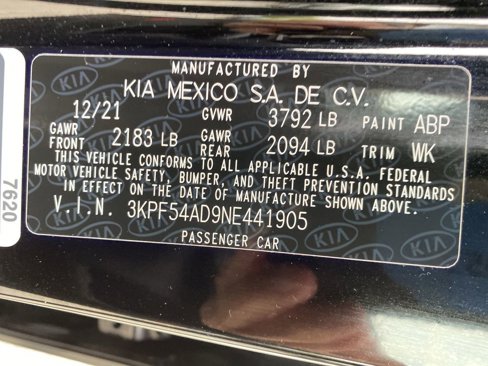 MANUFACTURED BY
KIA MEXICO S.A. DE C.V.
12/21 GVWR 3792 LB PAINT ABP
GAWR FRONT 2183 LB GAWR REAR 2094 LB TRIM WK
THIS VEHICLE CONFORMS TO ALL APPLICABLE U.S.A. FEDERAL
MOTOR VEHICLE SAFETY, BUMPER, AND THEFT PREVENTION STANDARDS
IN EFFECT ON THE DATE OF MANUFACTURE SHOWN ABOVE.
V.I.N. 3KPF54AD9NE441905
PASSENGER CAR
7620